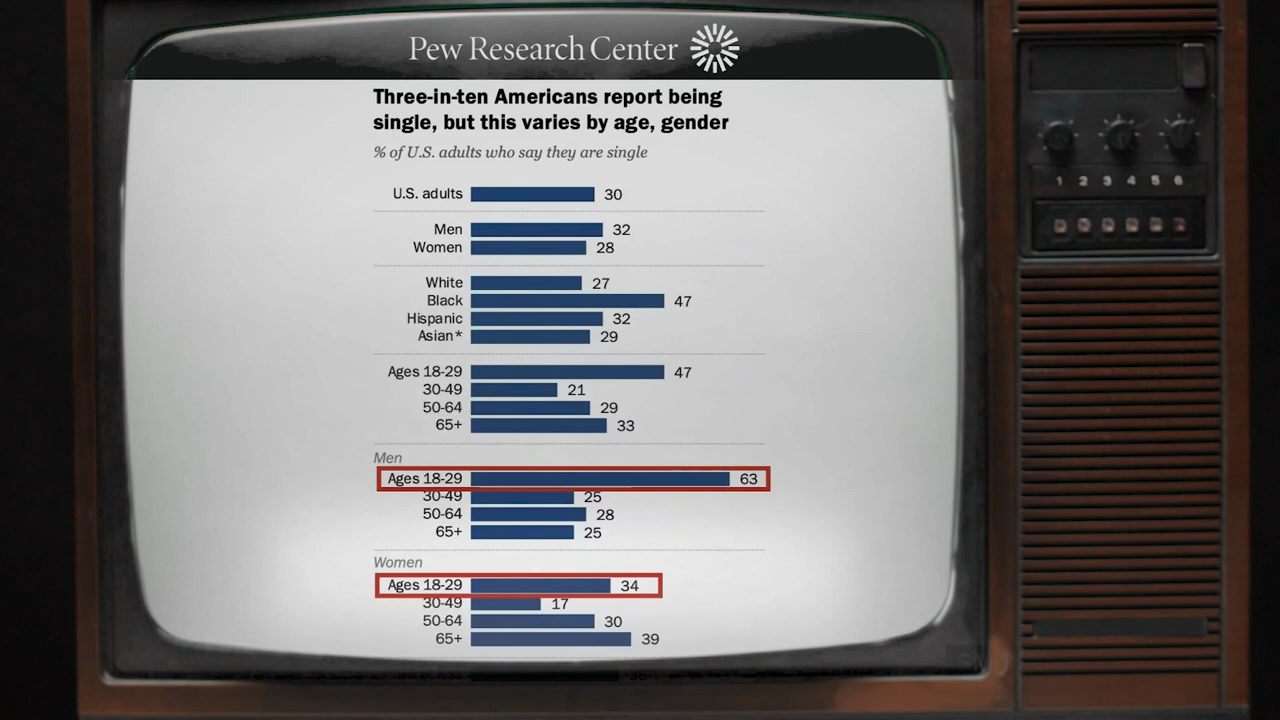 Pew Research Center
Three-in-ten Americans report being
single, but this varies by age, gender
% of U.S. adults who say they are single
U.S. adults 30
Men 32
Women 28
White 27
Black 47
Hispanic 32
Asian* 29
Ages 18-29 47
30-49 21
50-64 29
65+ 33
Men
Ages 18-29 63
30-49 25
50-64 28
65+ 25
Women
Ages 18-29 34
30-49 17
50-64 30
65+ 39
1 2 3 4 5 6